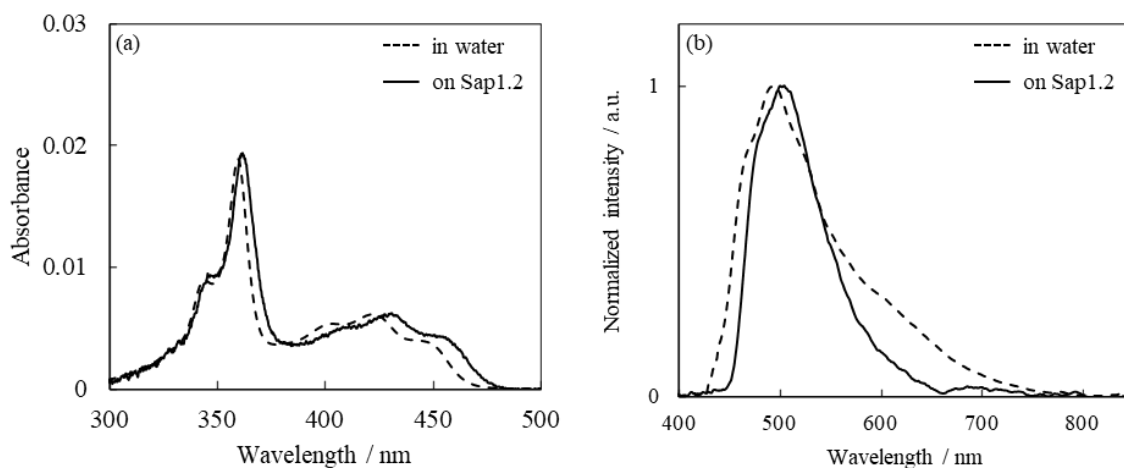 (a)
in water
on Sap1.2
0.03
0.02
0.01
0
Absorbance
300 350 400 450 500
Wavelength / nm
(b)
in water
on Sap1.2
1
0
Normalized intensity / a.u.
400 500 600 700 800
Wavelength / nm